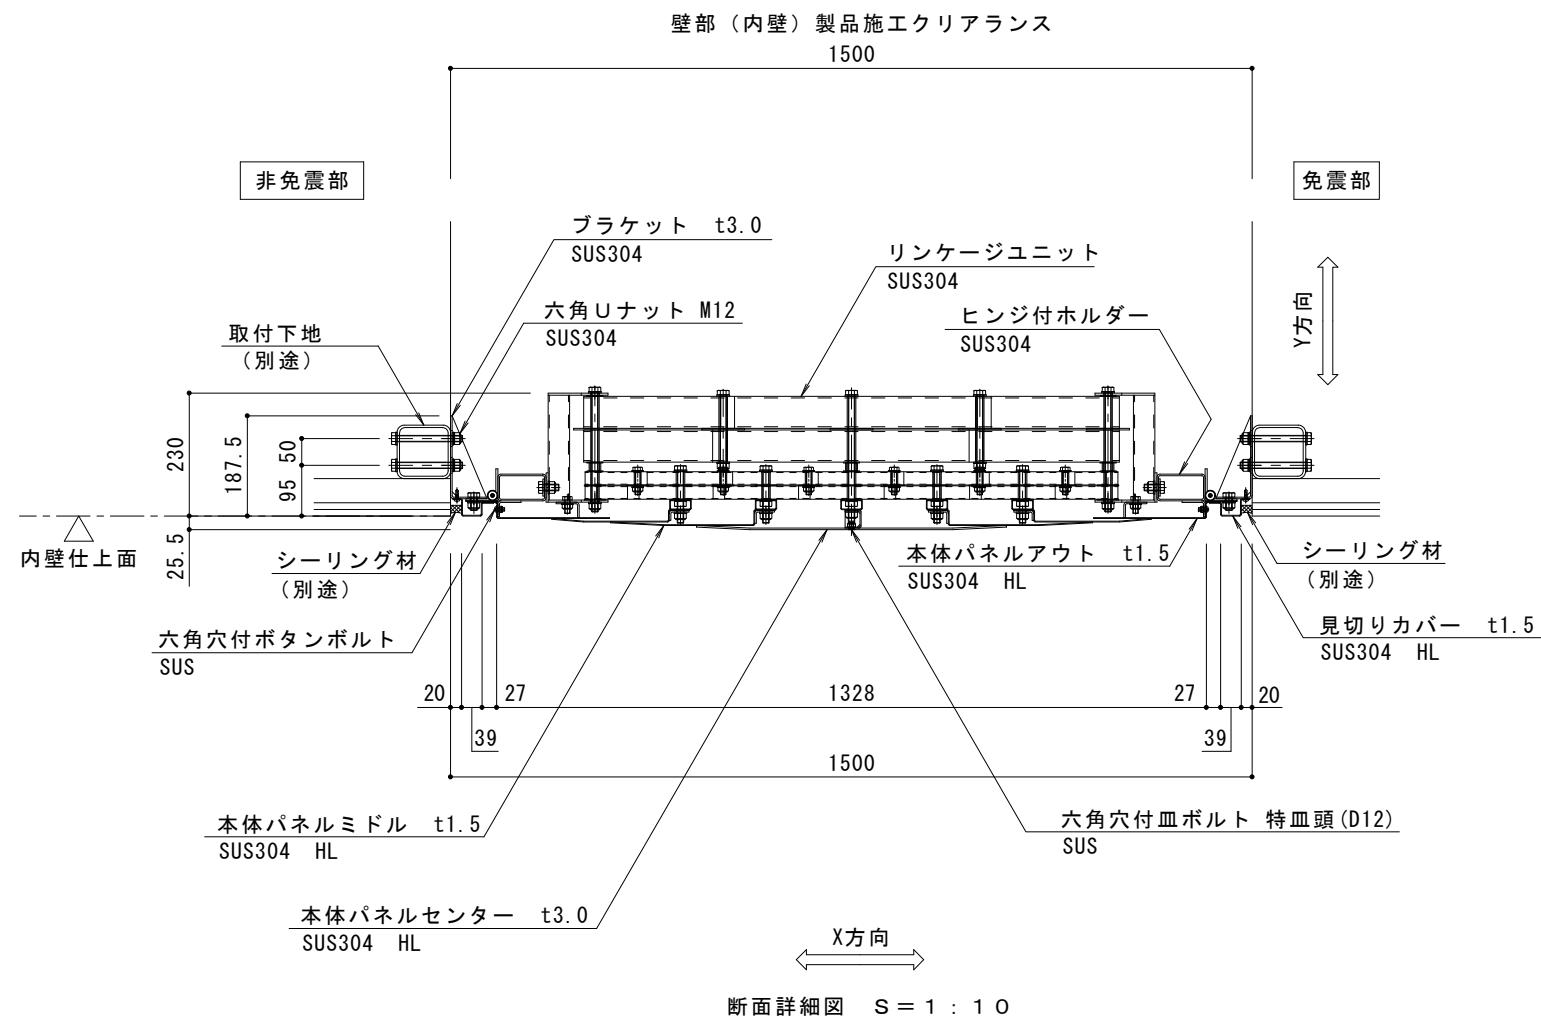 壁部（内壁）製品施工クリアランス
1500
非免震部
免震部
ブラケット　t3.0
SUS304
リンケージユニット
SUS304
六角Uナット M12
SUS304
ヒンジ付ホルダー
SUS304
Y方向
取付下地
（別途）
230
187.5
50
95
25.5
内壁仕上面
シーリング材
（別途）
本体パネルアウト　t1.5
SUS304　HL
シーリング材
（別途）
六角穴付ボタンボルト
SUS
見切りカバー　t1.5
SUS304　HL
20
27
1328
27
20
39
39
1500
本体パネルミドル　t1.5
SUS304　HL
六角穴付皿ボルト 特皿頭(D12)
SUS
本体パネルセンター　t3.0
SUS304　HL
X方向
断面詳細図　S＝1：10